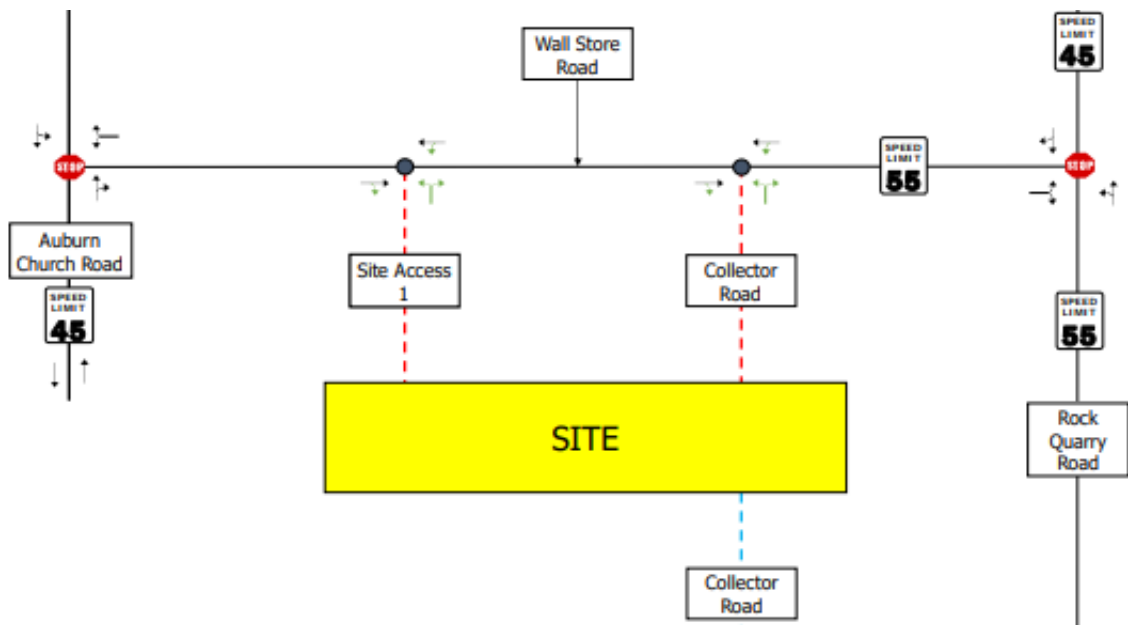 SPEED
LIMIT
45
Wall Store
Road
STOP
STOP
SPEED
LIMIT
55
Auburn
Church Road
Site Access
1
Collector
Road
SPEED
LIMIT
45
SPEED
LIMIT
55
SITE
Rock
Quarry
Road
Collector
Road